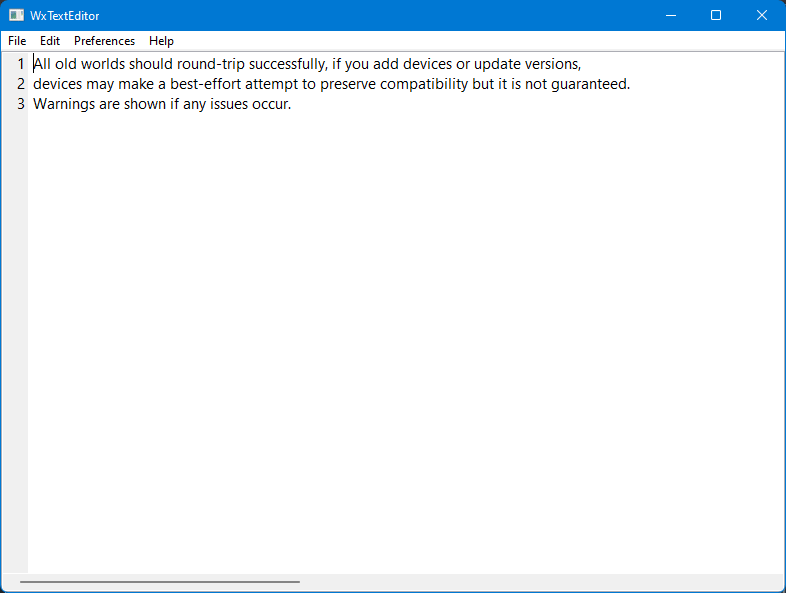 WxTextEditor
File Edit Preferences Help
1 All old worlds should round-trip successfully, if you add devices or update versions,
2 devices may make a best-effort attempt to preserve compatibility but it is not guaranteed.
3 Warnings are shown if any issues occur.